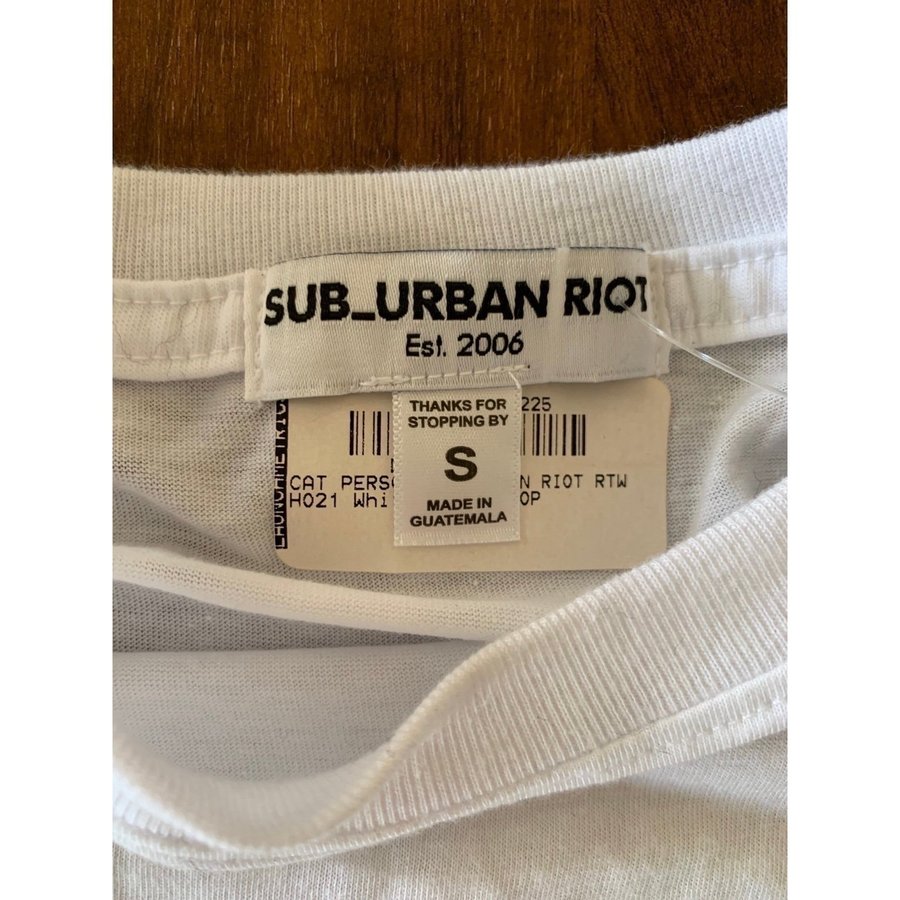 SUB_URBAN RIOT
Est. 2006
THANKS FOR
STOPPING BY
S
MADE IN
GUATEMALA
225
CAT PERS
N RIOT RTW
H021 Whi
OP
LAUNCHMETRICS